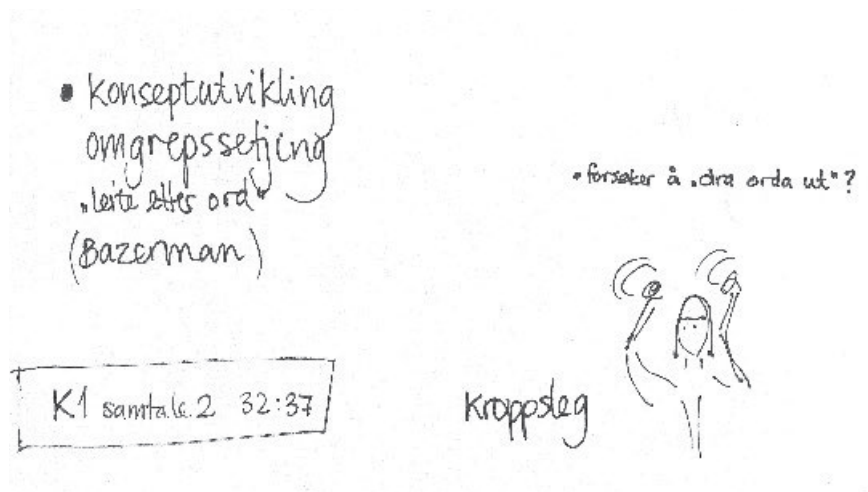 • Konseptutvikling
omgrepssetjing
„leite etter ord"
(Bazerman)
• forsøker å „dra orda ut"?
Kroppsleg
K1 samtale 2 32:37